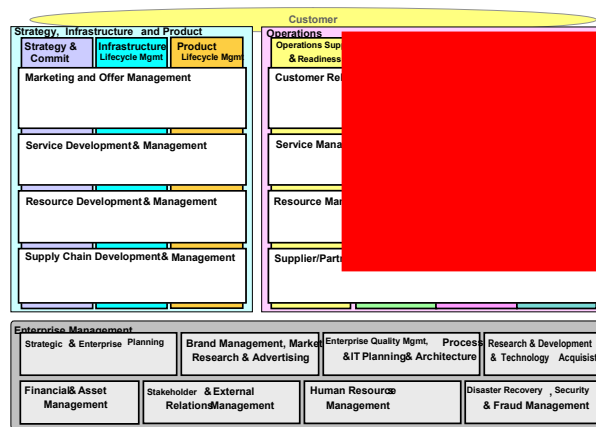 Customer
Strategy, Infrastructure and Product
Operations
Strategy &
Commit
Infrastructure
Lifecycle Mgmt
Product
Lifecycle Mgmt
Operations Supp
& Readiness
Marketing and Offer Management
Customer Rel
Service Development & Management
Service Mana
Resource Development & Management
Resource Man
Supply Chain Development & Management
Supplier/Partn
Enterprise Management
Strategic & Enterprise Planning
Brand Management, Market
Research & Advertising
Enterprise Quality Mgmt, Process
& IT Planning & Architecture
Research & Development
& Technology Acquisist
Financial & Asset
Management
Stakeholder & External
Relations Management
Human Resource
Management
Disaster Recovery , Security
& Fraud Management